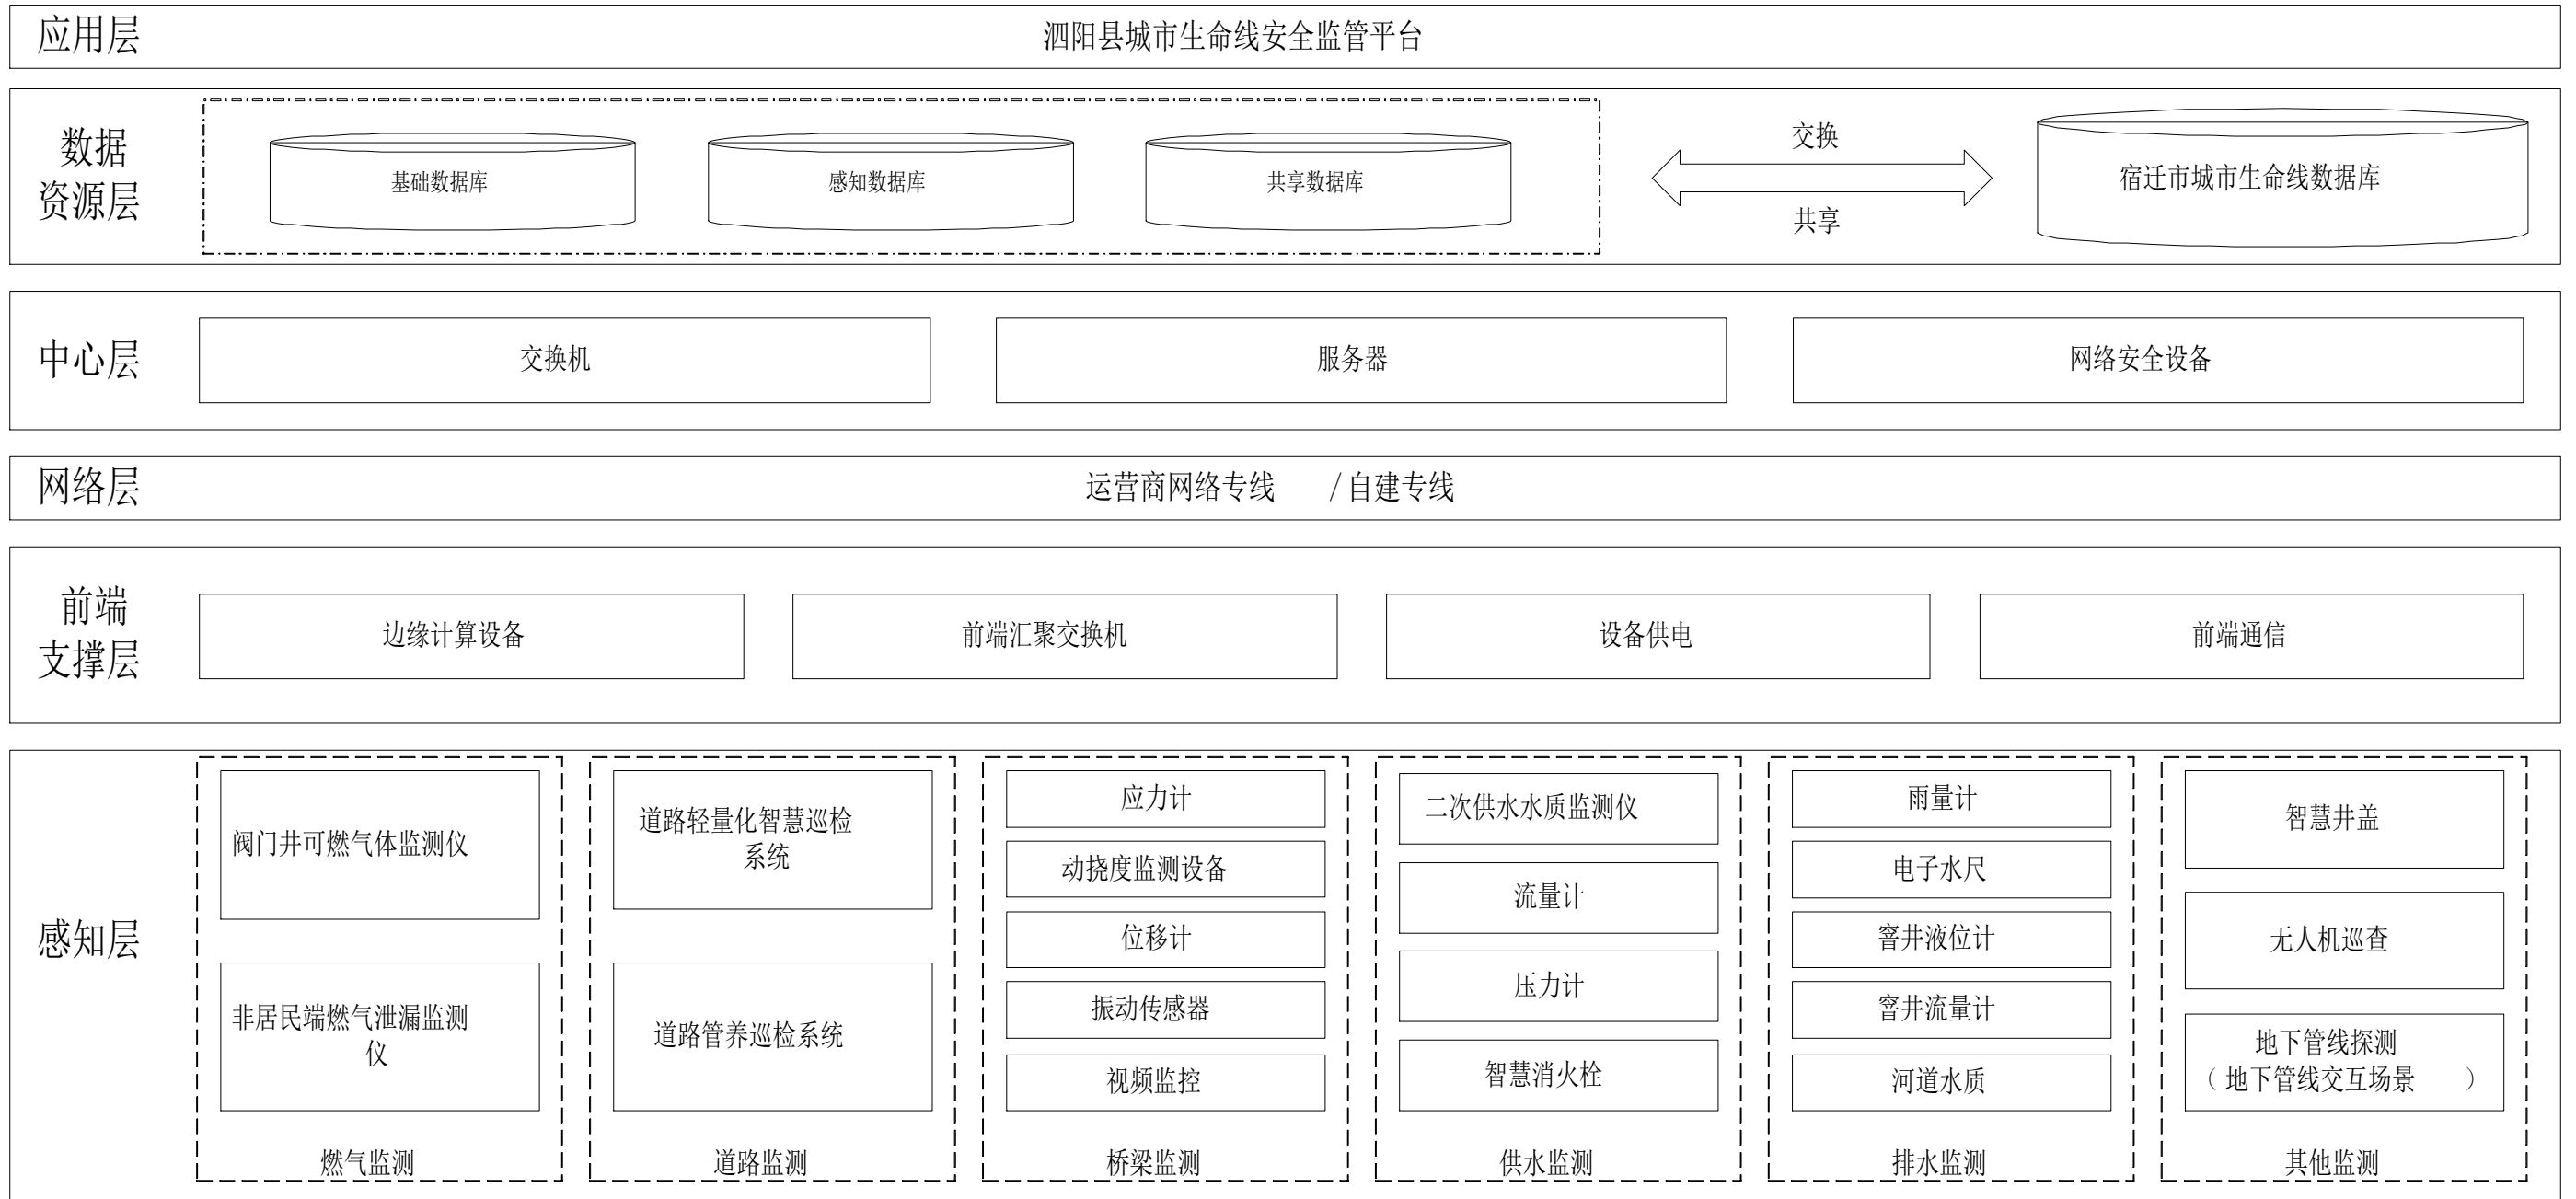 应用层
泗阳县城市生命线安全监管平台
数据
资源层
基础数据库
感知数据库
共享数据库
交换
共享
宿迁市城市生命线数据库
中心层
交换机
服务器
网络安全设备
网络层
运营商网络专线 /自建专线
前端
支撑层
边缘计算设备
前端汇聚交换机
设备供电
前端通信
感知层
阀门井可燃气体监测仪
非居民端燃气泄漏监测
仪
燃气监测
道路轻量化智慧巡检
系统
道路管养巡检系统
道路监测
应力计
动挠度监测设备
位移计
振动传感器
视频监控
桥梁监测
二次供水水质监测仪
流量计
压力计
智慧消火栓
供水监测
雨量计
电子水尺
窨井液位计
窨井流量计
河道水质
排水监测
智慧井盖
无人机巡查
地下管线探测
（地下管线交互场景 ）
其他监测